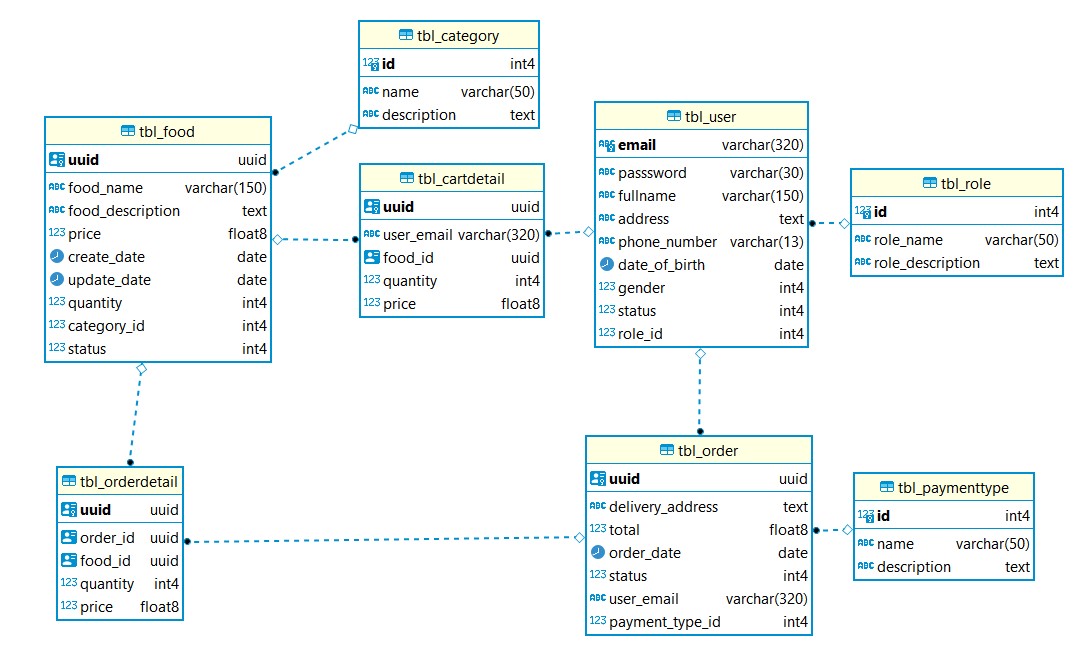 tbl_category
id int4
name varchar(50)
description text
tbl_food
uuid uuid
food_name varchar(150)
food_description text
price float8
create_date date
update_date date
quantity int4
category_id int4
status int4
tbl_cartdetail
uuid uuid
user_email varchar(320)
food_id uuid
quantity int4
price float8
tbl_user
email varchar(320)
passsword varchar(30)
fullname varchar(150)
address text
phone_number varchar(13)
date_of_birth date
gender int4
status int4
role_id int4
tbl_role
id int4
role_name varchar(50)
role_description text
tbl_orderdetail
uuid uuid
order_id uuid
food_id uuid
quantity int4
price float8
tbl_order
uuid uuid
delivery_address text
total float8
order_date date
status int4
user_email varchar(320)
payment_type_id int4
tbl_paymenttype
id int4
name varchar(50)
description text